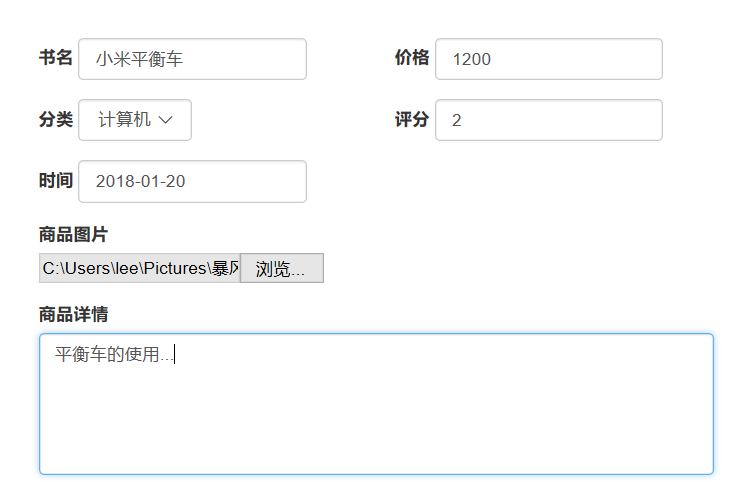 书名 小米平衡车 价格 1200
分类 计算机 评分 2
时间 2018-01-20
商品图片
C:\Users\lee\Pictures\暴风 浏览...
商品详情
平衡车的使用...